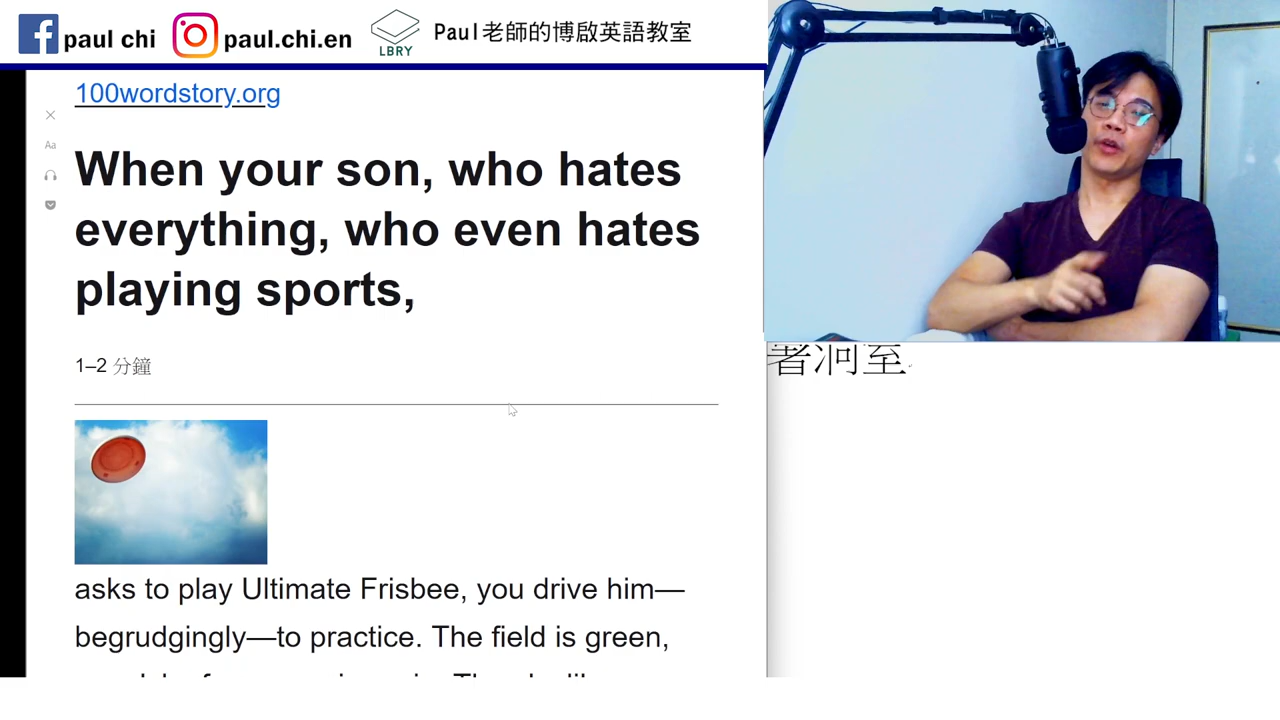 paul chi
paul.chi.en
LBRY
Paul老師的博啟英語教室
100wordstory.org
When your son, who hates
everything, who even hates
playing sports,
Aa
1–2 分鐘
asks to play Ultimate Frisbee, you drive him—
begrudgingly—to practice. The field is green,